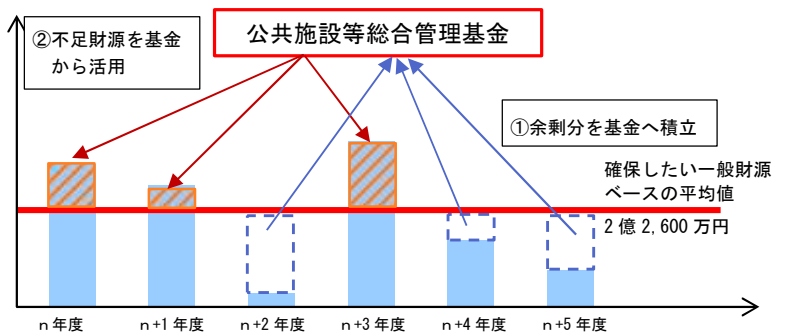 ②不足財源を基金
から活用
公共施設等総合管理基金
①余剰分を基金へ積立
確保したい一般財源
ベースの平均値
2億2,600万円
n年度
n+1年度
n+2年度
n+3年度
n+4年度
n+5年度